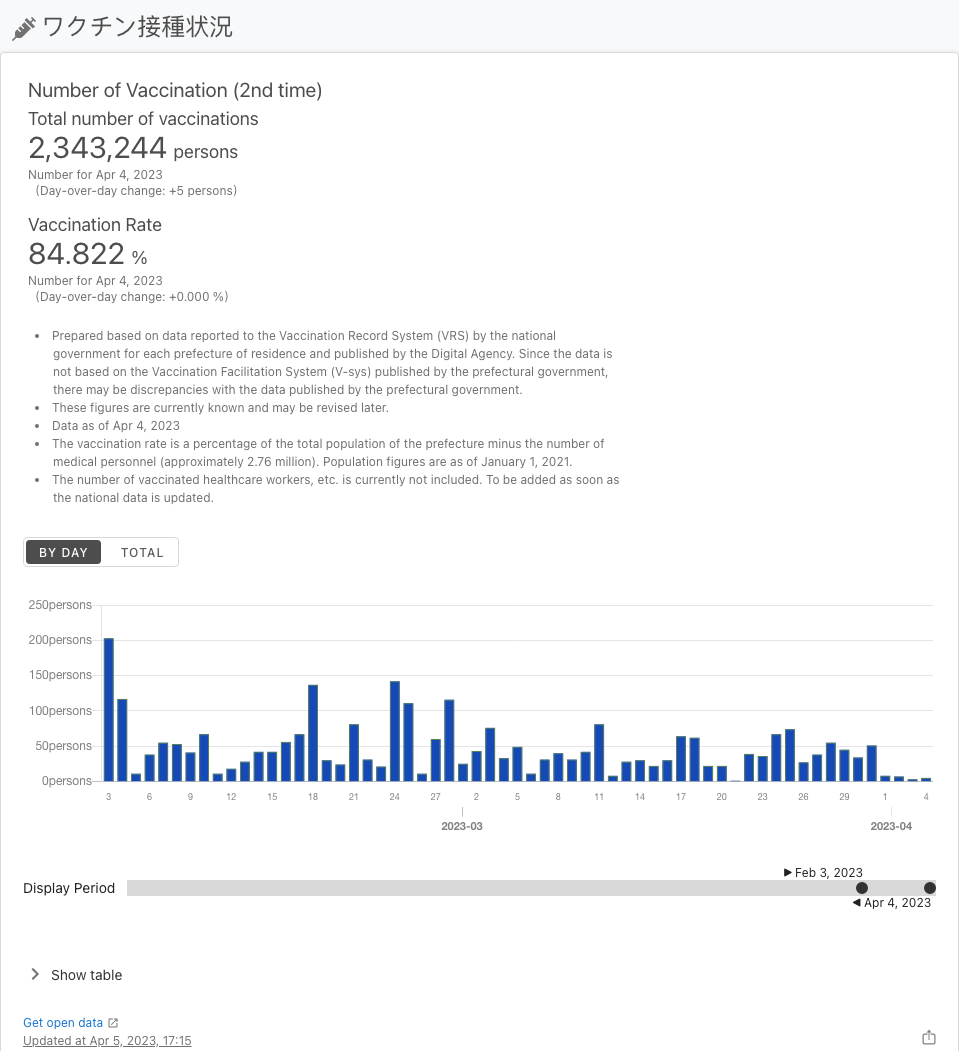 ワクチン接種状況
Number of Vaccination (2nd time)
Total number of vaccinations
2,343,244 persons
Number for Apr 4, 2023
(Day-over-day change: +5 persons)
Vaccination Rate
84.822 %
Number for Apr 4, 2023
(Day-over-day change: +0.000 %)
• Prepared based on data reported to the Vaccination Record System (VRS) by the national
government for each prefecture of residence and published by the Digital Agency. Since the data is
not based on the Vaccination Facilitation System (V-sys) published by the prefectural government,
there may be discrepancies with the data published by the prefectural government.
• These figures are currently known and may be revised later.
• Data as of Apr 4, 2023
• The vaccination rate is a percentage of the total population of the prefecture minus the number of
medical personnel (approximately 2.76 million). Population figures are as of January 1, 2021.
• The number of vaccinated healthcare workers, etc. is currently not included. To be added as soon as
the national data is updated.
BY DAY TOTAL
250persons
200persons
150persons
100persons
50persons
0persons
3 6 9 12 15 18 21 24 27 2 5 8 11 14 17 20 23 26 29 1 4
2023-03 2023-04
Feb 3, 2023
Display Period
Apr 4, 2023
Show table
Get open data
Updated at Apr 5, 2023, 17:15